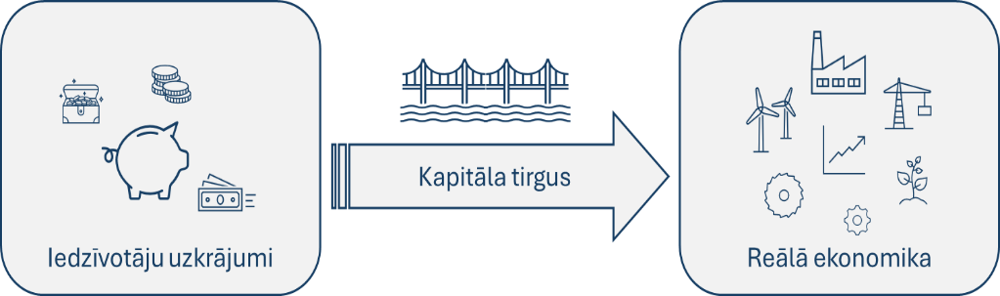 Iedzīvotāju uzkrājumi
Kapitāla tirgus
Reālā ekonomika